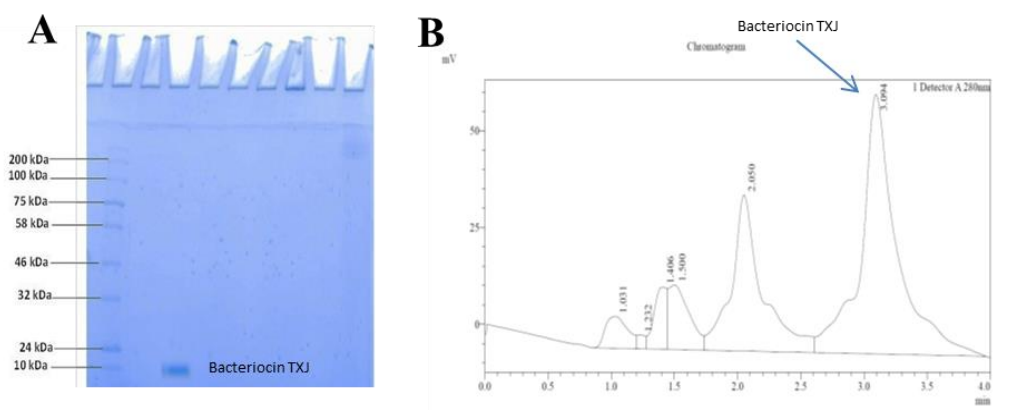 A
200 kDa
100 kDa
75 kDa
58 kDa
46 kDa
32 kDa
24 kDa
10 kDa
Bacteriocin TXJ
B
Bacteriocin TXJ
Chromatogram
mV
1 Detector A 280nm
50
25
0
1.031
1.232
1.406
1.500
2.050
3.094
0.0 0.5 1.0 1.5 2.0 2.5 3.0 3.5 4.0
min